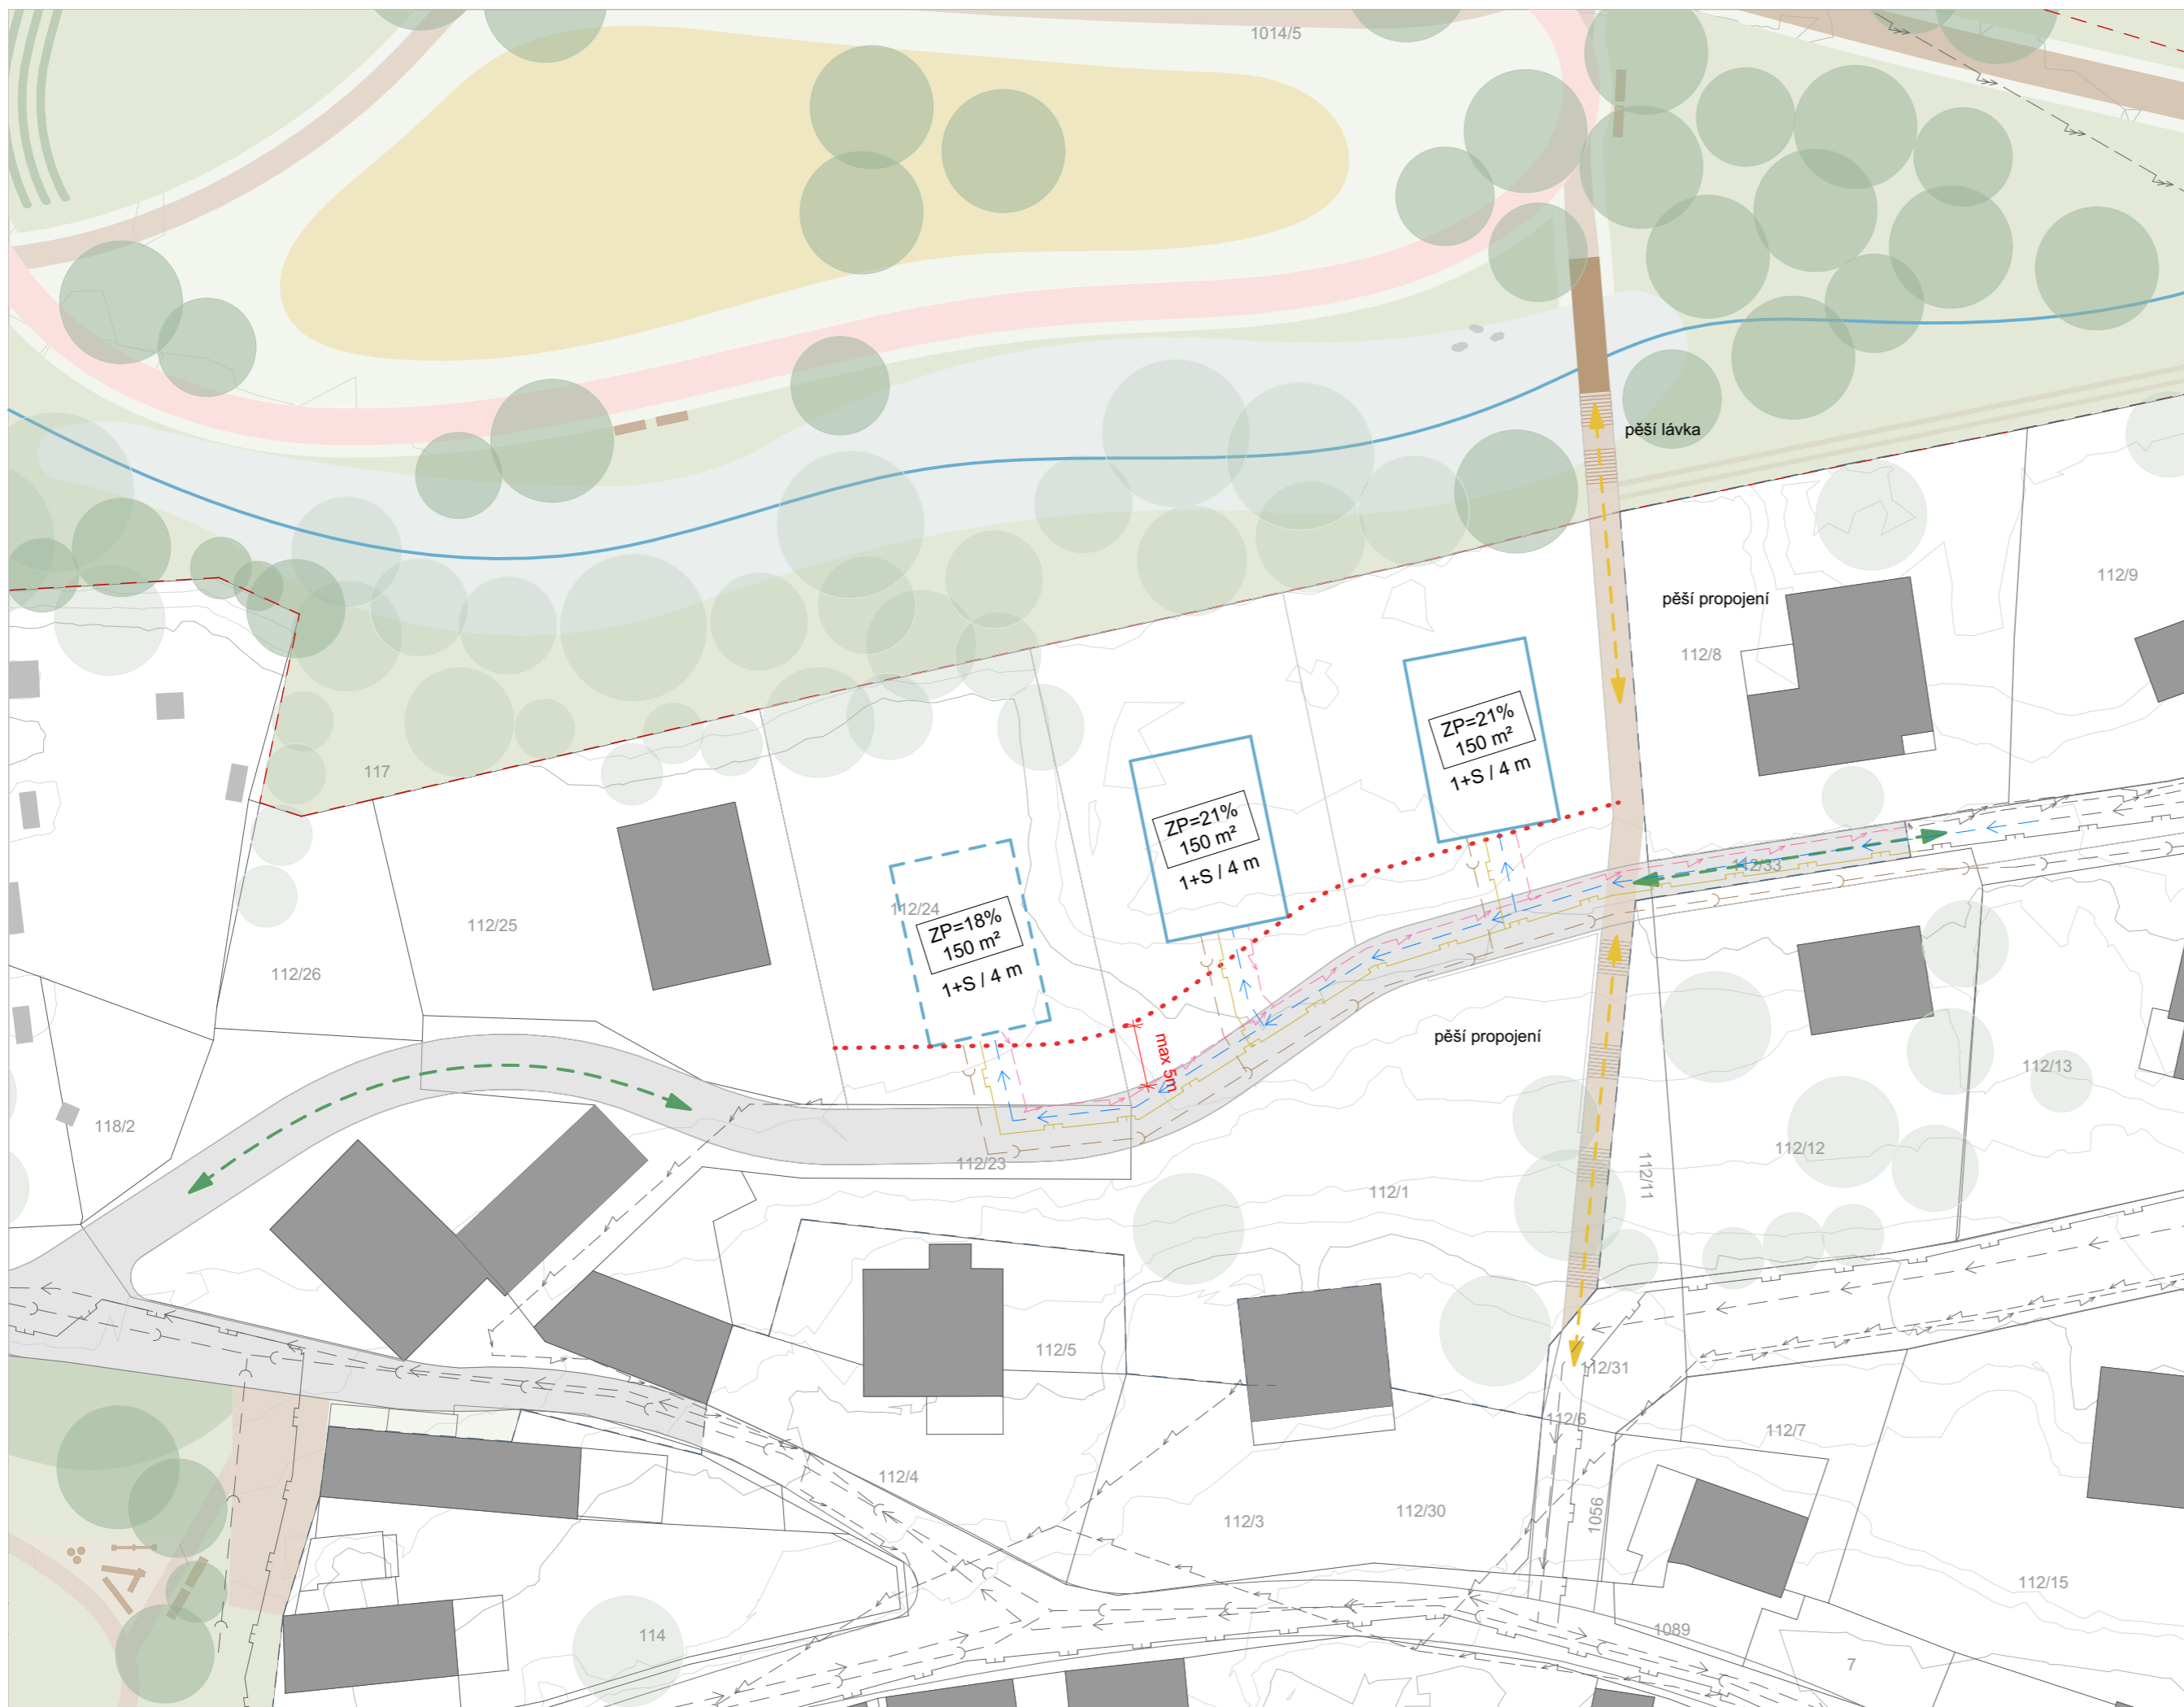 1014/5
pěší lávka
112/9
pěší propojení
112/8
ZP=21%
150 m²
1+S / 4 m
117
ZP=21%
150 m²
1+S / 4 m
112/33
112/24
ZP=18%
150 m²
1+S / 4 m
112/25
112/26
max 5m
pěší propojení
112/13
118/2
112/23
112/12
112/11
112/1
112/5
112/31
112/6
112/7
112/4
112/3
112/30
1056
112/15
114
1089
7